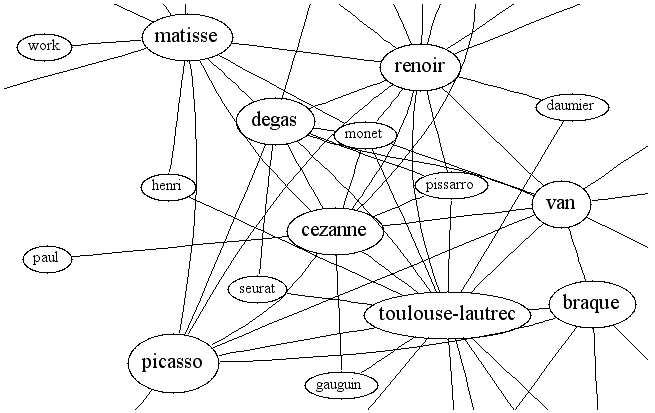 matisse
work
renoir
daumier
degas
monet
henri
pissarro
van
cezanne
paul
seurat
toulouse-lautrec
braque
picasso
gauguin